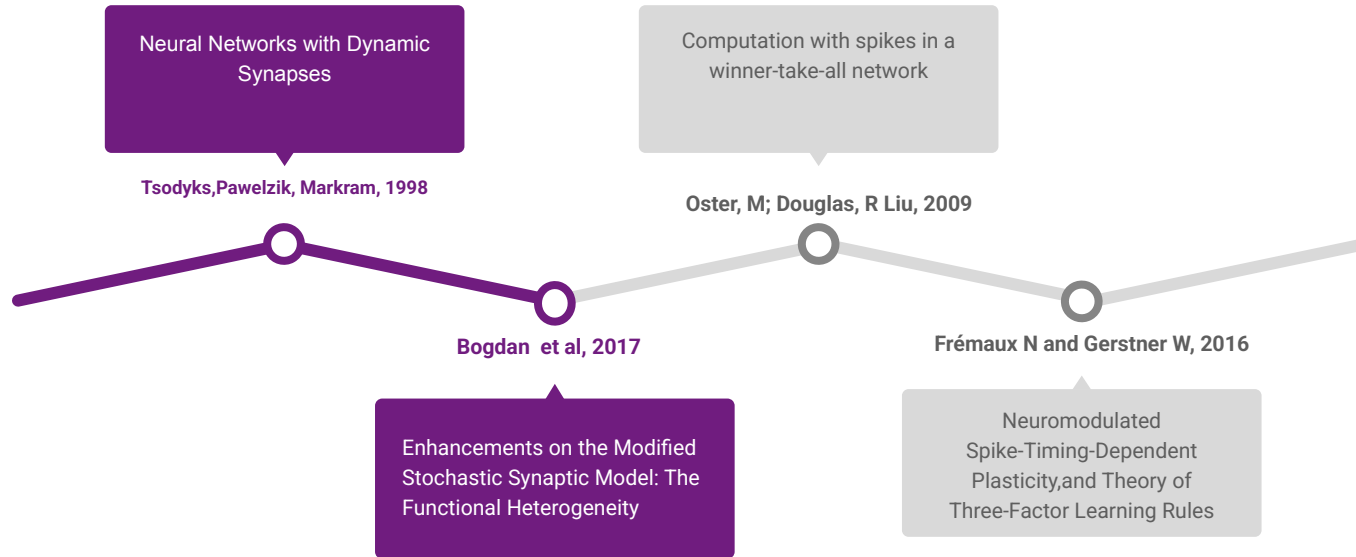 Neural Networks with Dynamic
Synapses
Tsodyks,Pawelzik, Markram, 1998
Computation with spikes in a
winner-take-all network
Oster, M; Douglas, R Liu, 2009
Bogdan  et al, 2017
Enhancements on the Modified
Stochastic Synaptic Model: The
Functional Heterogeneity
Frémaux N and Gerstner W, 2016
Neuromodulated
Spike-Timing-Dependent
Plasticity,and Theory of
Three-Factor Learning Rules